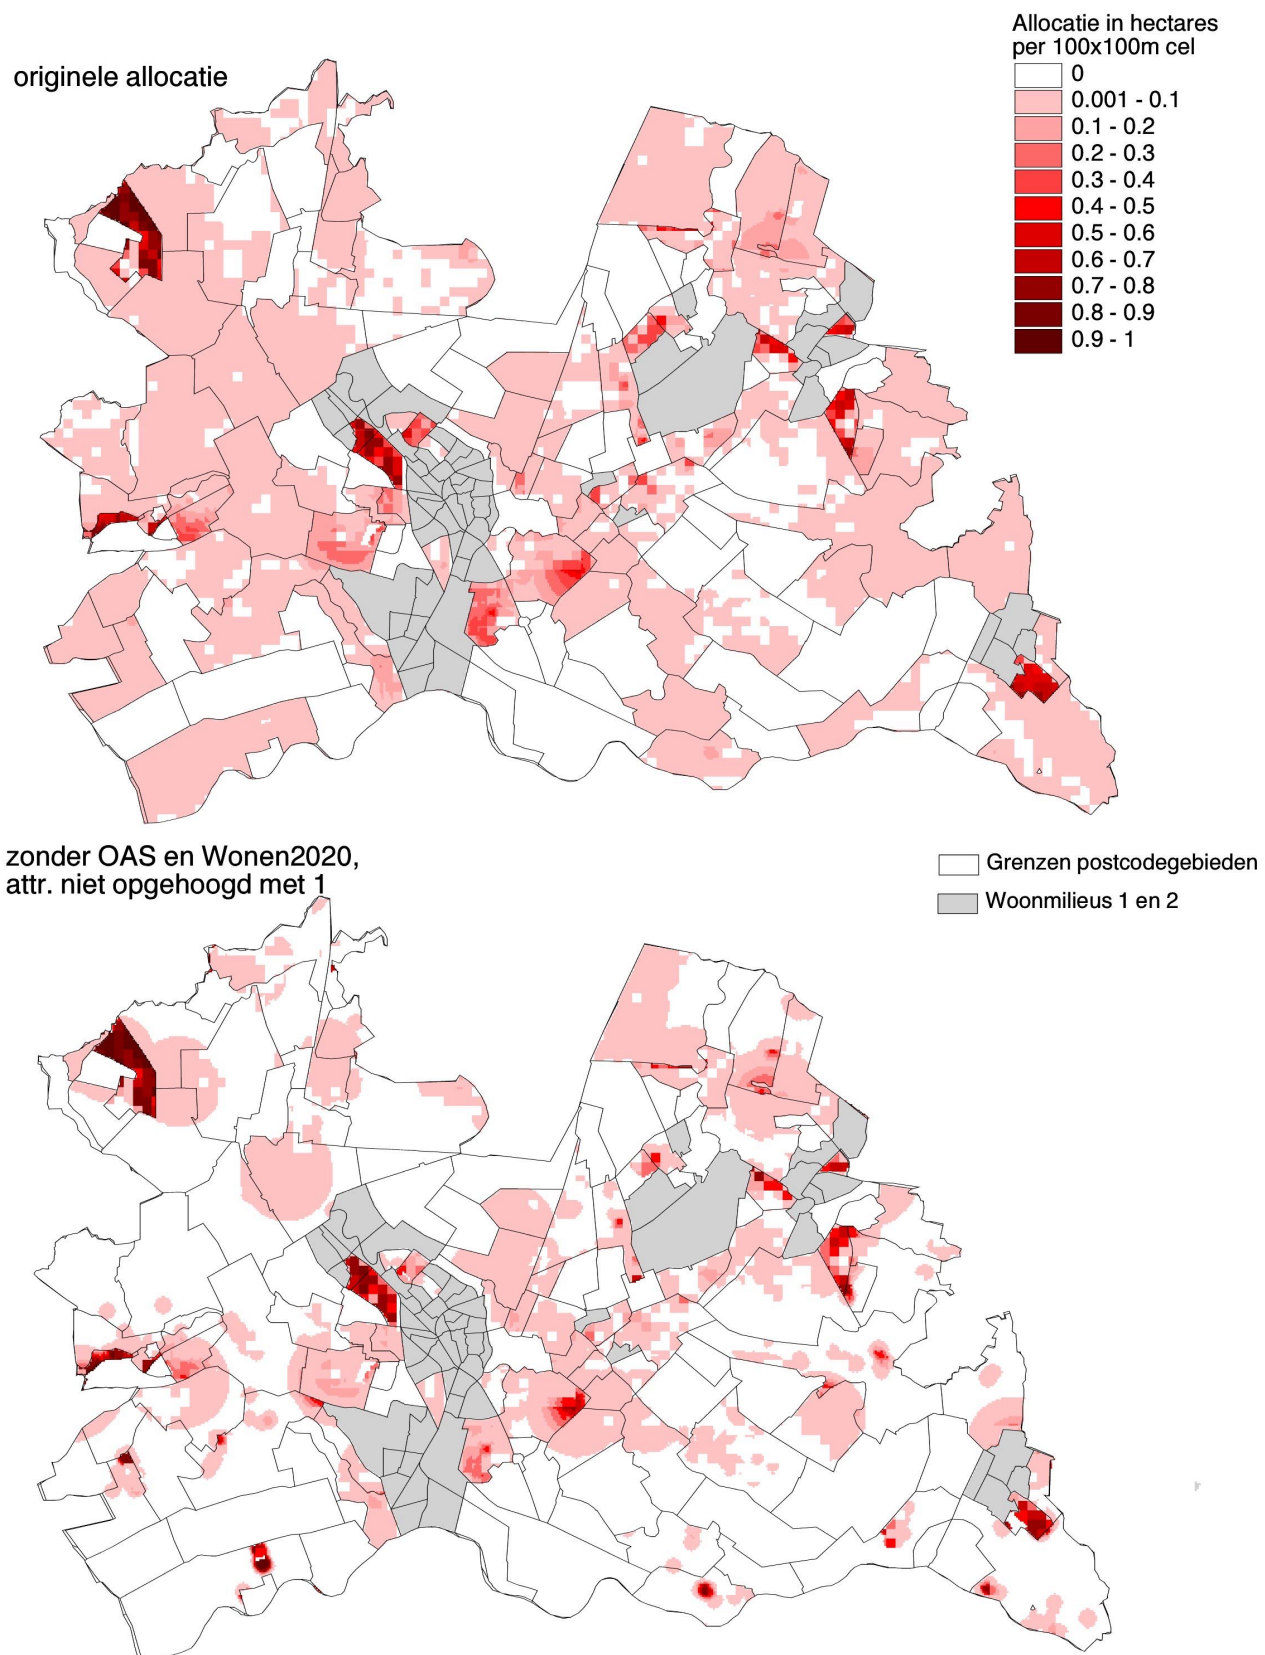 originele allocatie
Allocatie in hectares
per 100x100m cel
0
0.001 - 0.1
0.1 - 0.2
0.2 - 0.3
0.3 - 0.4
0.4 - 0.5
0.5 - 0.6
0.6 - 0.7
0.7 - 0.8
0.8 - 0.9
0.9 - 1
zonder OAS en Wonen2020,
attr. niet opgehoogd met 1
Grenzen postcodegebieden
Woonmilieus 1 en 2